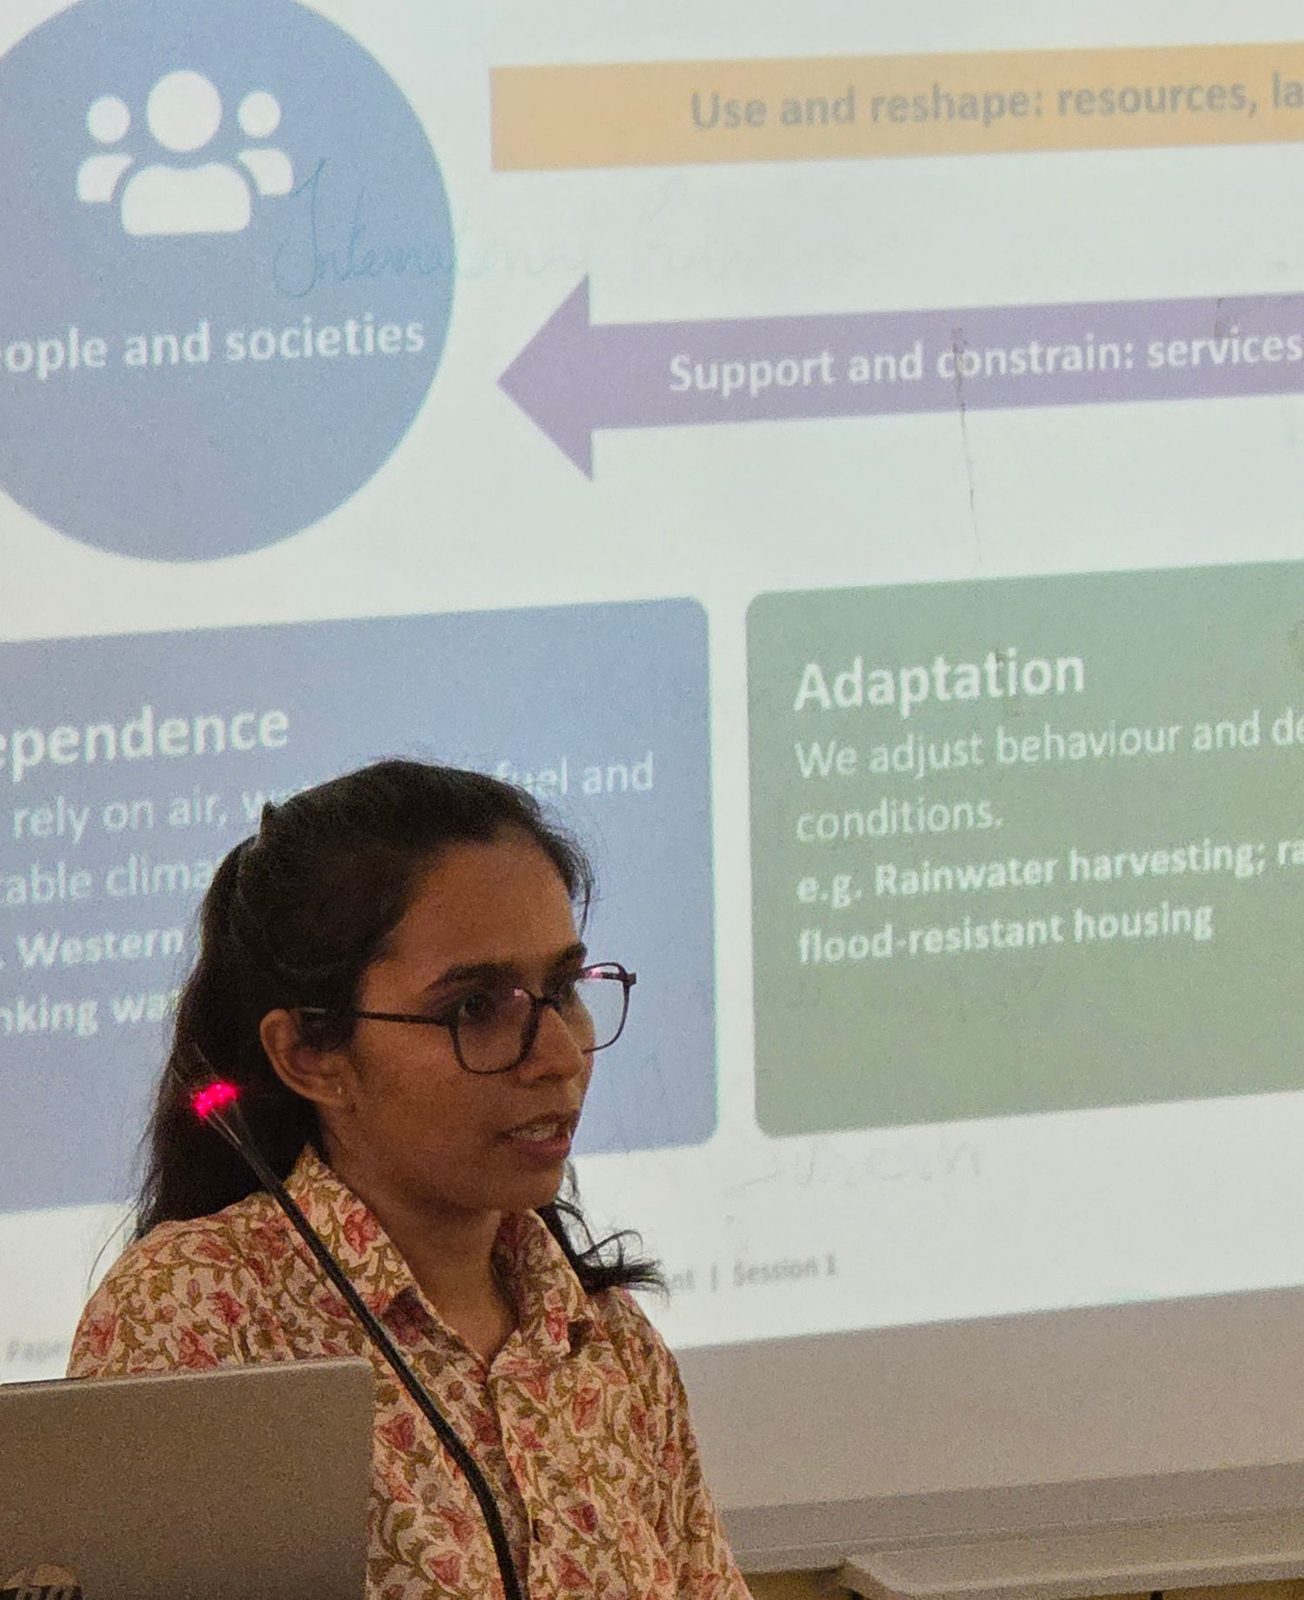 Use and reshape: resources, la
ople and societies
Support and constrain: services
ependence
rely on air, fuel and
able clima
Western
nking wa
Adaptation
We adjust behaviour and de
conditions.
e.g. Rainwater harvesting; ra
flood-resistant housing
| Session 1